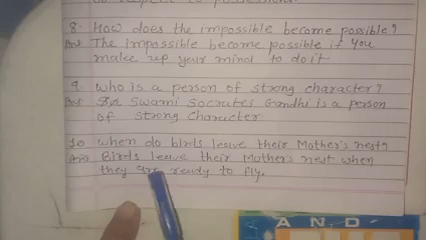 8. How does the impossible become possible?
Ans The impossible become possible if you
make up your mind to do it
9. who is a person of strong character?
Swami Socrates, Gandhi is a person
of strong character
10 when do birds leave their Mother's nest?
Ans Birds leave their Mother's nest when
they are ready to fly.
AND